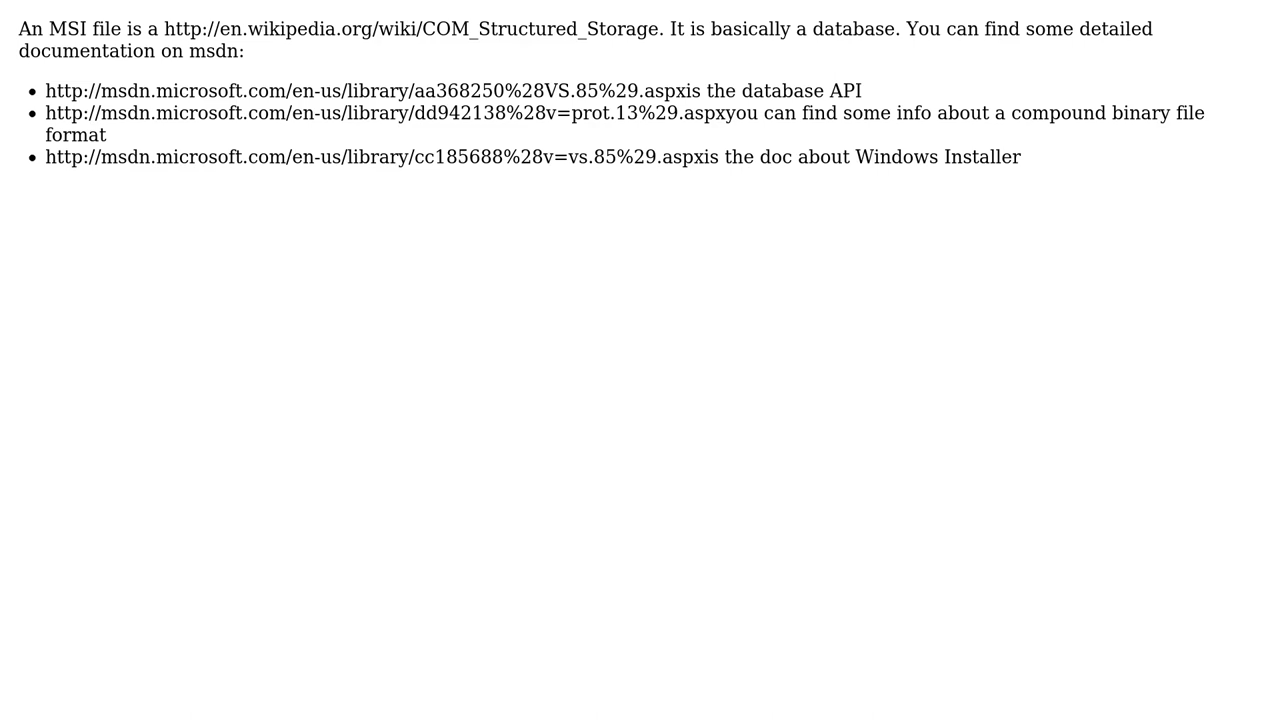 An MSI file is a http://en.wikipedia.org/wiki/COM_Structured_Storage. It is basically a database. You can find some detailed
documentation on msdn:
• http://msdn.microsoft.com/en-us/library/aa368250%28VS.85%29.aspxis the database API
• http://msdn.microsoft.com/en-us/library/dd942138%28v=prot.13%29.aspxyou can find some info about a compound binary file
format
• http://msdn.microsoft.com/en-us/library/cc185688%28v=vs.85%29.aspxis the doc about Windows Installer